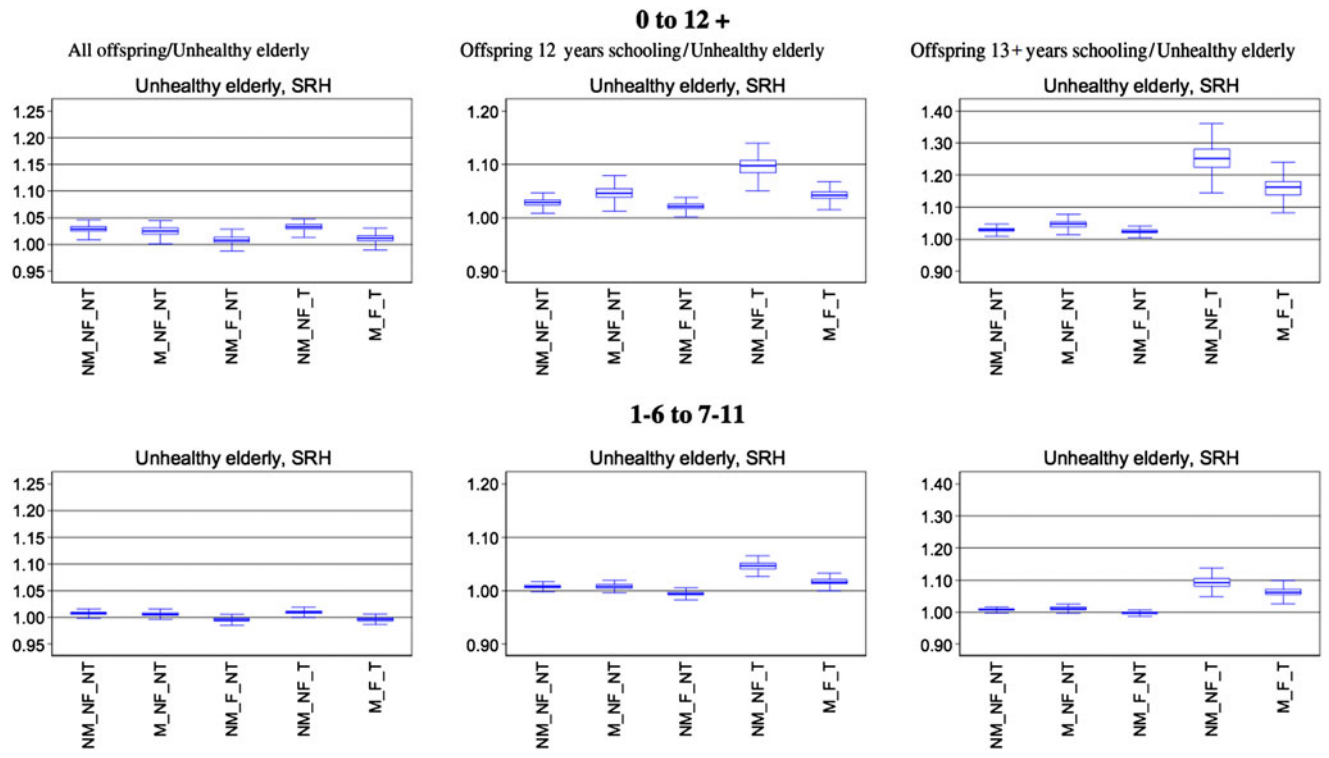 0 to 12 +
All offspring/Unhealthy elderly
Offspring 12 years schooling/Unhealthy elderly
Offspring 13+ years schooling/Unhealthy elderly
Unhealthy elderly, SRH
1.25
1.20
1.15
1.10
1.05
1.00
0.95
NM_NF_NT
M_NF_NT
NM_F_NT
NM_NF_T
M_F_T
Unhealthy elderly, SRH
1.20
1.10
1.00
0.90
NM_NF_NT
M_NF_NT
NM_F_NT
NM_NF_T
M_F_T
Unhealthy elderly, SRH
1.40
1.30
1.20
1.10
1.00
0.90
NM_NF_NT
M_NF_NT
NM_F_NT
NM_NF_T
M_F_T
1-6 to 7-11
Unhealthy elderly, SRH
1.25
1.20
1.15
1.10
1.05
1.00
0.95
NM_NF_NT
M_NF_NT
NM_F_NT
NM_NF_T
M_F_T
Unhealthy elderly, SRH
1.20
1.10
1.00
0.90
NM_NF_NT
M_NF_NT
NM_F_NT
NM_NF_T
M_F_T
Unhealthy elderly, SRH
1.40
1.30
1.20
1.10
1.00
0.90
NM_NF_NT
M_NF_NT
NM_F_NT
NM_NF_T
M_F_T